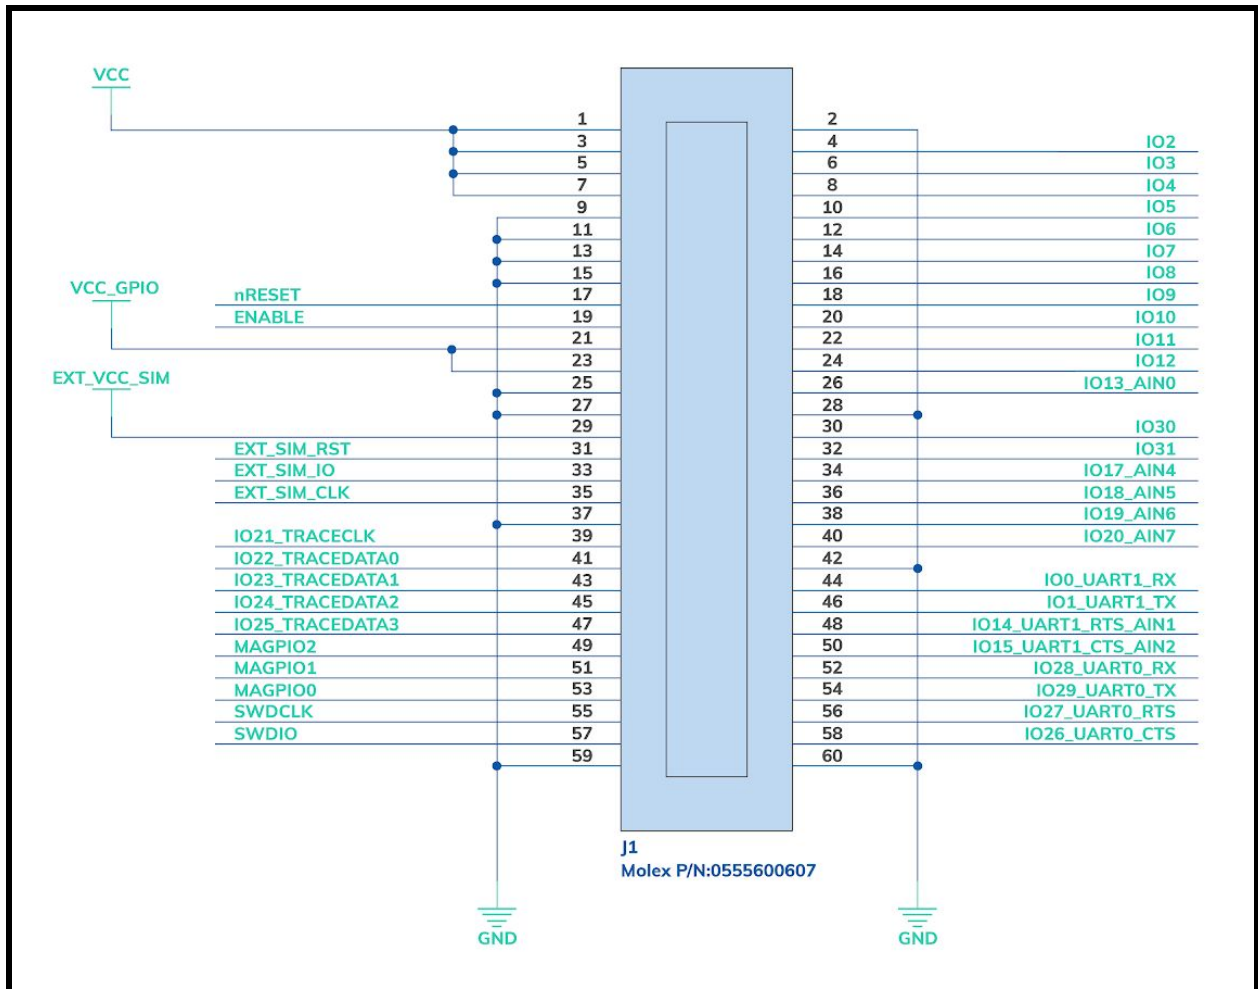 VCC
1 2
3 4 IO2
5 6 IO3
7 8 IO4
9 10 IO5
11 12 IO6
13 14 IO7
VCC_GPIO
15 16 IO8
nRESET 17 18 IO9
ENABLE 19 20 IO10
21 22 IO11
23 24 IO12
EXT_VCC_SIM
25 26 IO13_AIN0
27 28
29 30 IO30
EXT_SIM_RST 31 32 IO31
EXT_SIM_IO 33 34 IO17_AIN4
EXT_SIM_CLK 35 36 IO18_AIN5
37 38 IO19_AIN6
IO21_TRACECLK 39 40 IO20_AIN7
IO22_TRACEDATA0 41 42
IO23_TRACEDATA1 43 44 IO0_UART1_RX
IO24_TRACEDATA2 45 46 IO1_UART1_TX
IO25_TRACEDATA3 47 48 IO14_UART1_RTS_AIN1
MAGPIO2 49 50 IO15_UART1_CTS_AIN2
MAGPIO1 51 52 IO28_UART0_RX
MAGPIO0 53 54 IO29_UART0_TX
SWDCLK 55 56 IO27_UART0_RTS
SWDIO 57 58 IO26_UART0_CTS
59 60
J1
Molex P/N:0555600607
GND GND